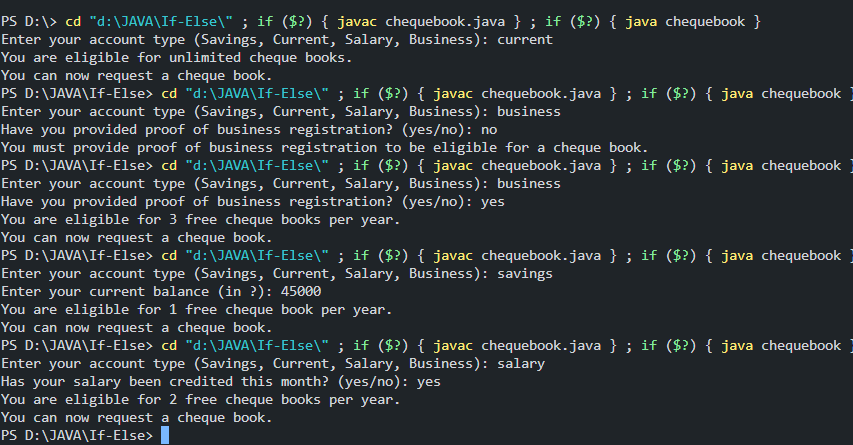 PS D:\> cd "d:\JAVA\If-Else\" ; if ($?) { javac chequebook.java } ; if ($?) { java chequebook }
Enter your account type (Savings, Current, Salary, Business): current
You are eligible for unlimited cheque books.
You can now request a cheque book.
PS D:\JAVA\If-Else> cd "d:\JAVA\If-Else\" ; if ($?) { javac chequebook.java } ; if ($?) { java chequebook }
Enter your account type (Savings, Current, Salary, Business): business
Have you provided proof of business registration? (yes/no): no
You must provide proof of business registration to be eligible for a cheque book.
PS D:\JAVA\If-Else> cd "d:\JAVA\If-Else\" ; if ($?) { javac chequebook.java } ; if ($?) { java chequebook }
Enter your account type (Savings, Current, Salary, Business): business
Have you provided proof of business registration? (yes/no): yes
You are eligible for 3 free cheque books per year.
You can now request a cheque book.
PS D:\JAVA\If-Else> cd "d:\JAVA\If-Else\" ; if ($?) { javac chequebook.java } ; if ($?) { java chequebook }
Enter your account type (Savings, Current, Salary, Business): savings
Enter your current balance (in ?): 45000
You are eligible for 1 free cheque book per year.
You can now request a cheque book.
PS D:\JAVA\If-Else> cd "d:\JAVA\If-Else\" ; if ($?) { javac chequebook.java } ; if ($?) { java chequebook }
Enter your account type (Savings, Current, Salary, Business): salary
Has your salary been credited this month? (yes/no): yes
You are eligible for 2 free cheque books per year.
You can now request a cheque book.
PS D:\JAVA\If-Else>